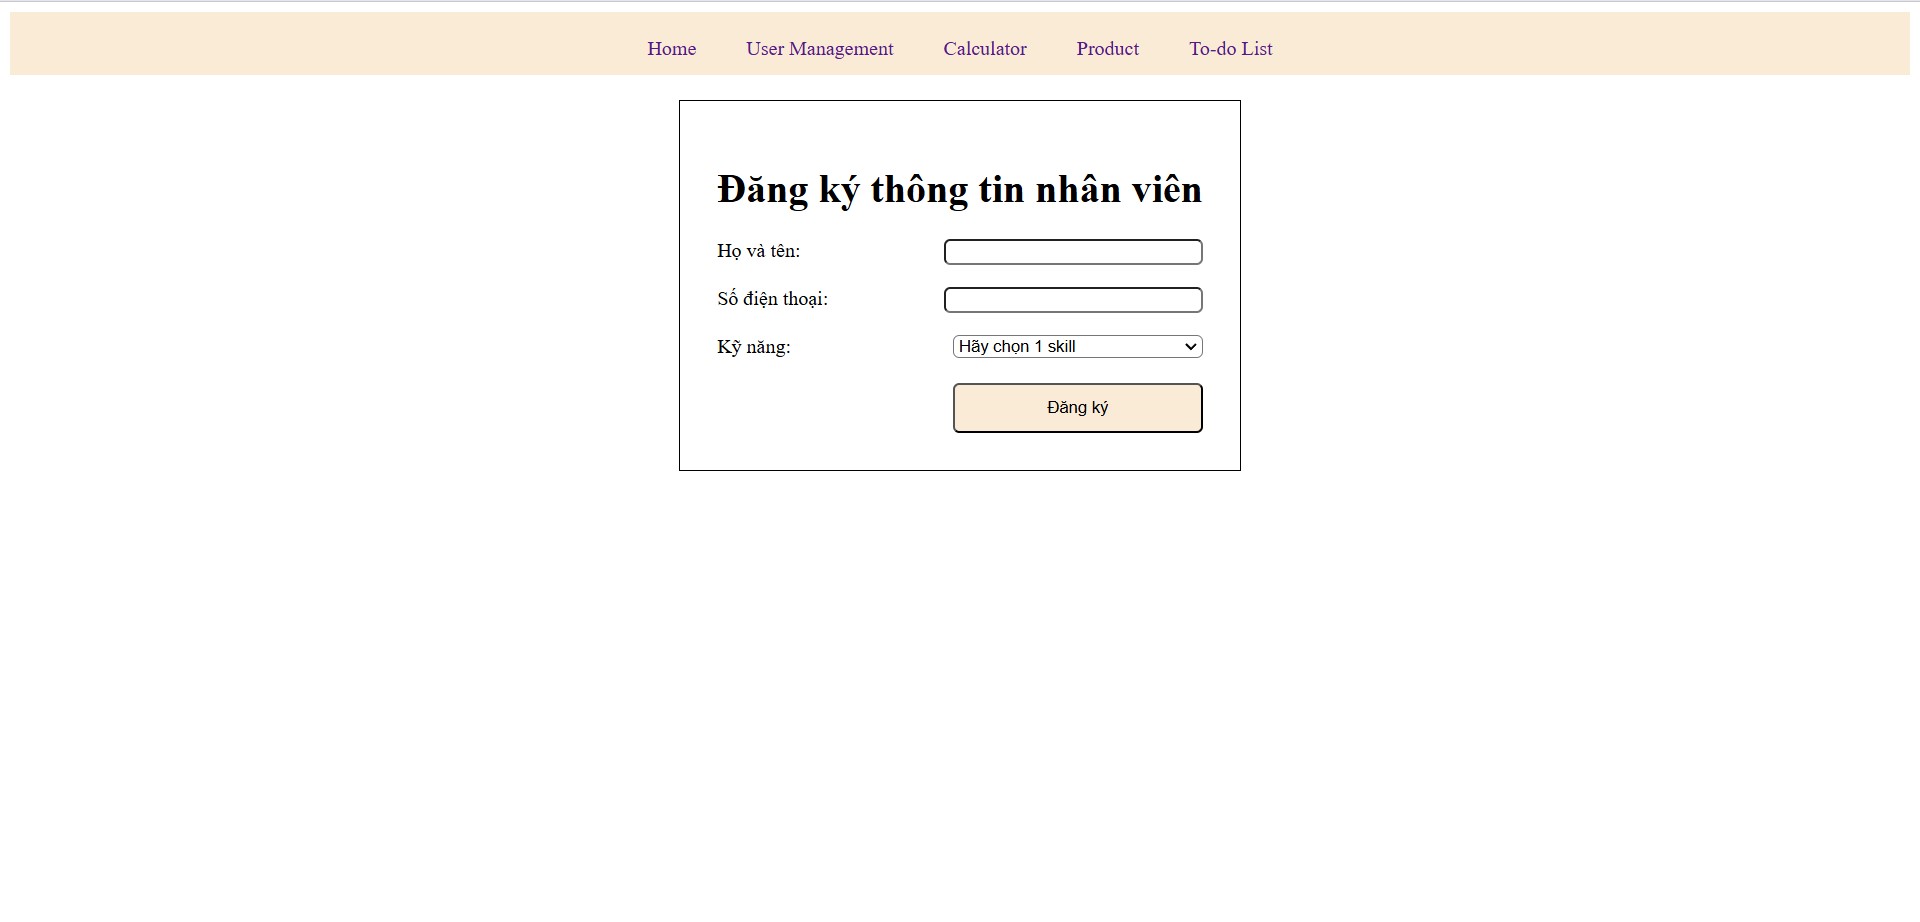 Home User Management Calculator Product To-do List
Đăng ký thông tin nhân viên
Họ và tên:
Số điện thoại:
Kỹ năng: Hãy chọn 1 skill
Đăng ký